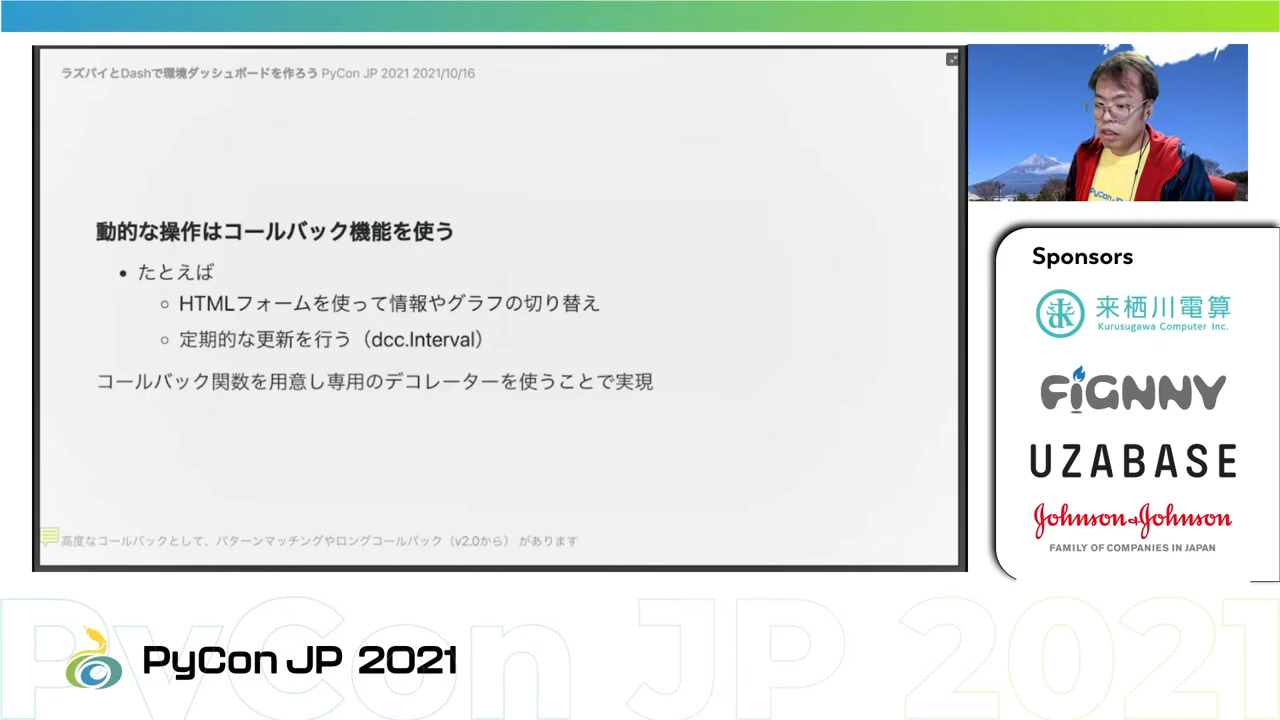 ラズパイとDashで環境ダッシュボードを作ろう PyCon JP 2021 2021/10/16
動的な操作はコールバック機能を使う
• たとえば
◦ HTMLフォームを使って情報やグラフの切り替え
◦ 定期的な更新を行う（dcc.Interval）
コールバック関数を用意し専用のデコレーターを使うことで実現
高度なコールバックとして、パターンマッチングやロングコールバック（v2.0から） があります
PyCon JP
Sponsors
来栖川電算
Kurusugawa Computer Inc.
FiGNNY
UZABASE
Johnson&Johnson
FAMILY OF COMPANIES IN JAPAN
PyCon JP 2021
PyCon JP 2021